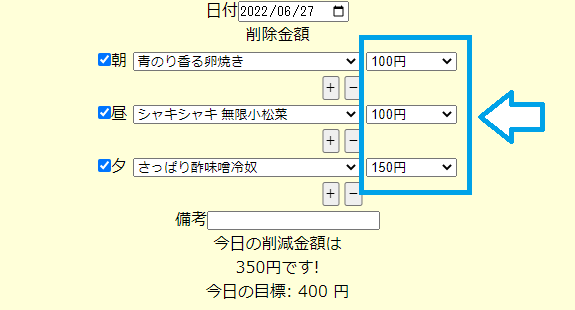 日付 2022/06/27
削除金額
朝 青のり香る卵焼き 100円
+ −
昼 シャキシャキ 無限小松菜 100円
+ −
夕 さっぱり酢味噌冷奴 150円
+ −
備考
今日の削減金額は
350円です!
今日の目標: 400 円